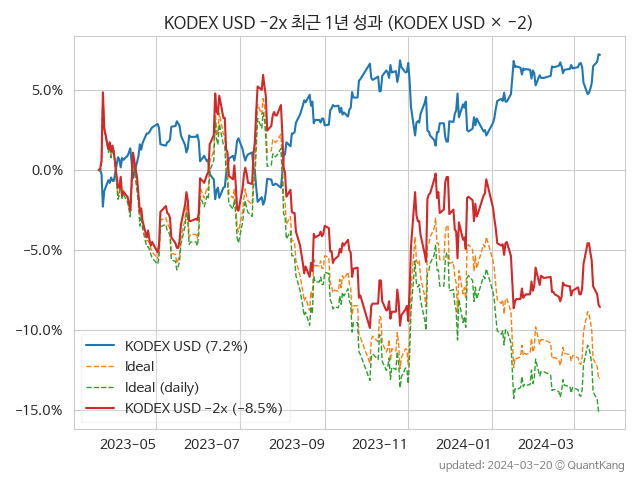 KODEX USD −2x 최근 1년 성과 (KODEX USD × −2)
5.0%
0.0%
−5.0%
−10.0%
−15.0%
KODEX USD (7.2%)
Ideal
Ideal (daily)
KODEX USD −2x (−8.5%)
2023−05
2023−07
2023−09
2023−11
2024−01
2024−03
updated: 2024−03−20 ⓒ QuantKang